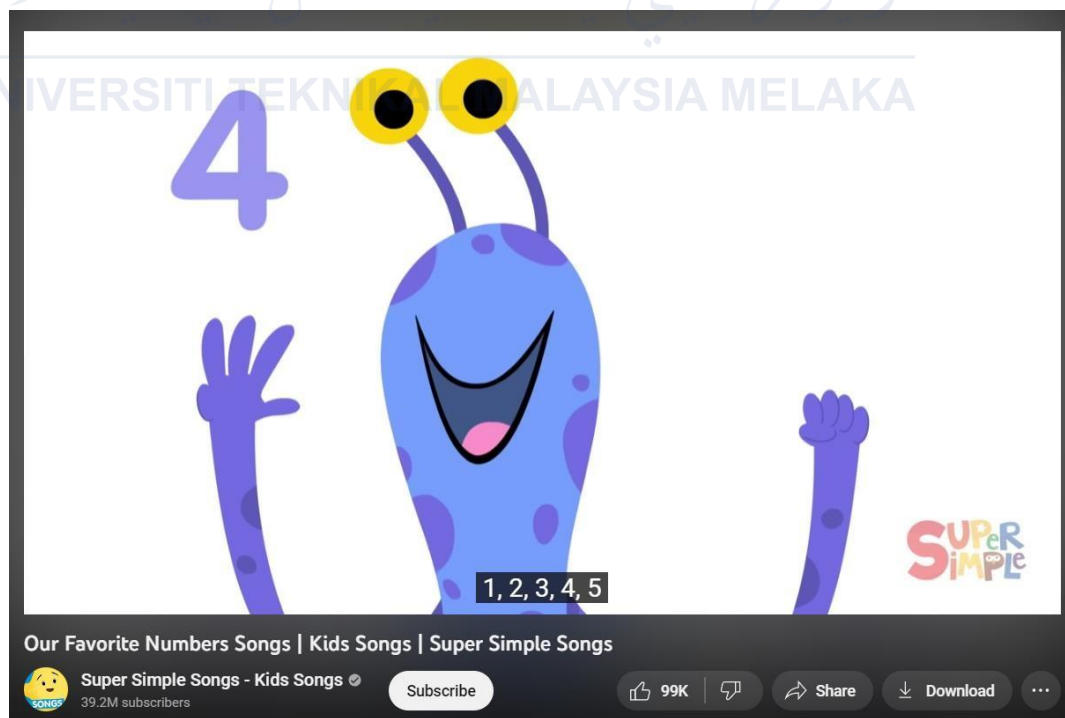 UNIVERSITI TEKNIKAL MALAYSIA MELAKA
4
SUPeR
SiMPLe
1, 2, 3, 4, 5
Our Favorite Numbers Songs | Kids Songs | Super Simple Songs
SONGS
Super Simple Songs - Kids Songs
39.2M subscribers
Subscribe
99K
Share
Download